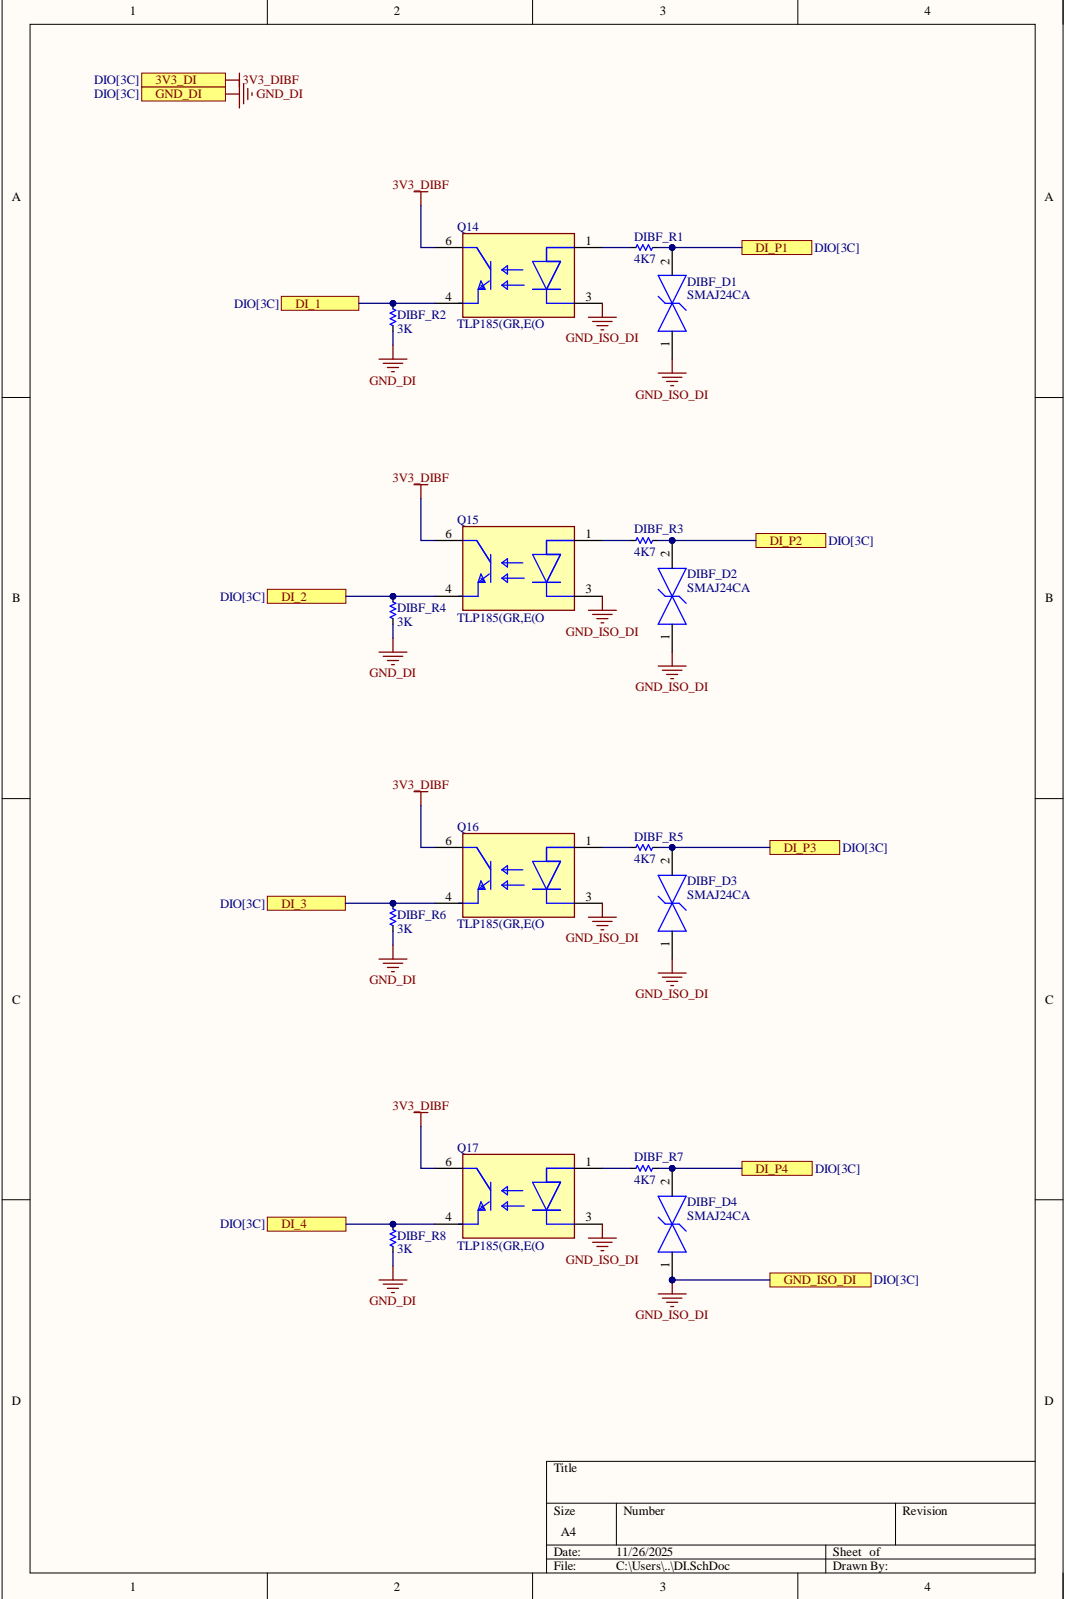 1 2 3 4
DIO[3C] 3V3_DI 3V3_DIBF
DIO[3C] GND_DI GND_DI
A A
3V3_DIBF
Q14
6 1 DIBF_R1 DI_P1 DIO[3C]
4K7 2
DIBF_D1
SMAJ24CA
DIO[3C] DI_1 4 3
DIBF_R2
3K
TLP185(GR,E(O
GND_ISO_DI
1
GND_DI
GND_ISO_DI
3V3_DIBF
Q15
6 1 DIBF_R3 DI_P2 DIO[3C]
4K7 2
DIBF_D2
SMAJ24CA
B B
DIO[3C] DI_2 4 3
DIBF_R4
3K
TLP185(GR,E(O
GND_ISO_DI
1
GND_DI
GND_ISO_DI
3V3_DIBF
Q16
6 1 DIBF_R5 DI_P3 DIO[3C]
4K7 2
DIBF_D3
SMAJ24CA
DIO[3C] DI_3 4 3
DIBF_R6
3K
TLP185(GR,E(O
GND_ISO_DI
1
GND_DI
GND_ISO_DI
C C
3V3_DIBF
Q17
6 1 DIBF_R7 DI_P4 DIO[3C]
4K7 2
DIBF_D4
SMAJ24CA
DIO[3C] DI_4 4 3
DIBF_R8
3K
TLP185(GR,E(O
GND_ISO_DI
1
GND_ISO_DI DIO[3C]
GND_DI
GND_ISO_DI
D D
Title
Size Number Revision
A4
Date: 11/26/2025 Sheet of
File: C:\Users\..\DI.SchDoc Drawn By:
1 2 3 4